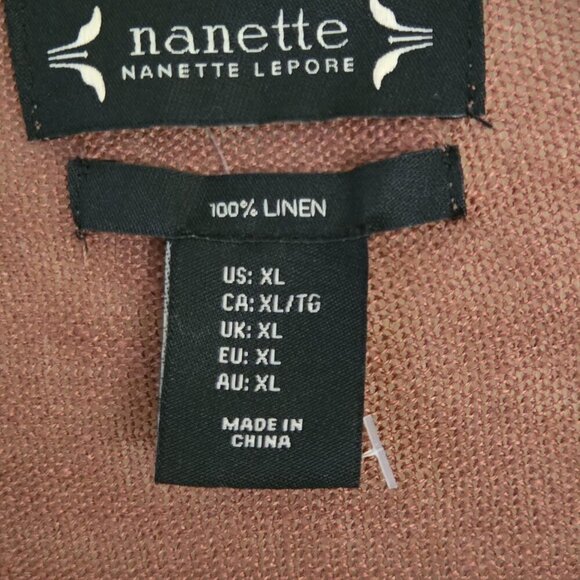 nanette
NANETTE LEPORE
100% LINEN
US: XL
CA: XL/TG
UK: XL
EU: XL
AU: XL
MADE IN
CHINA